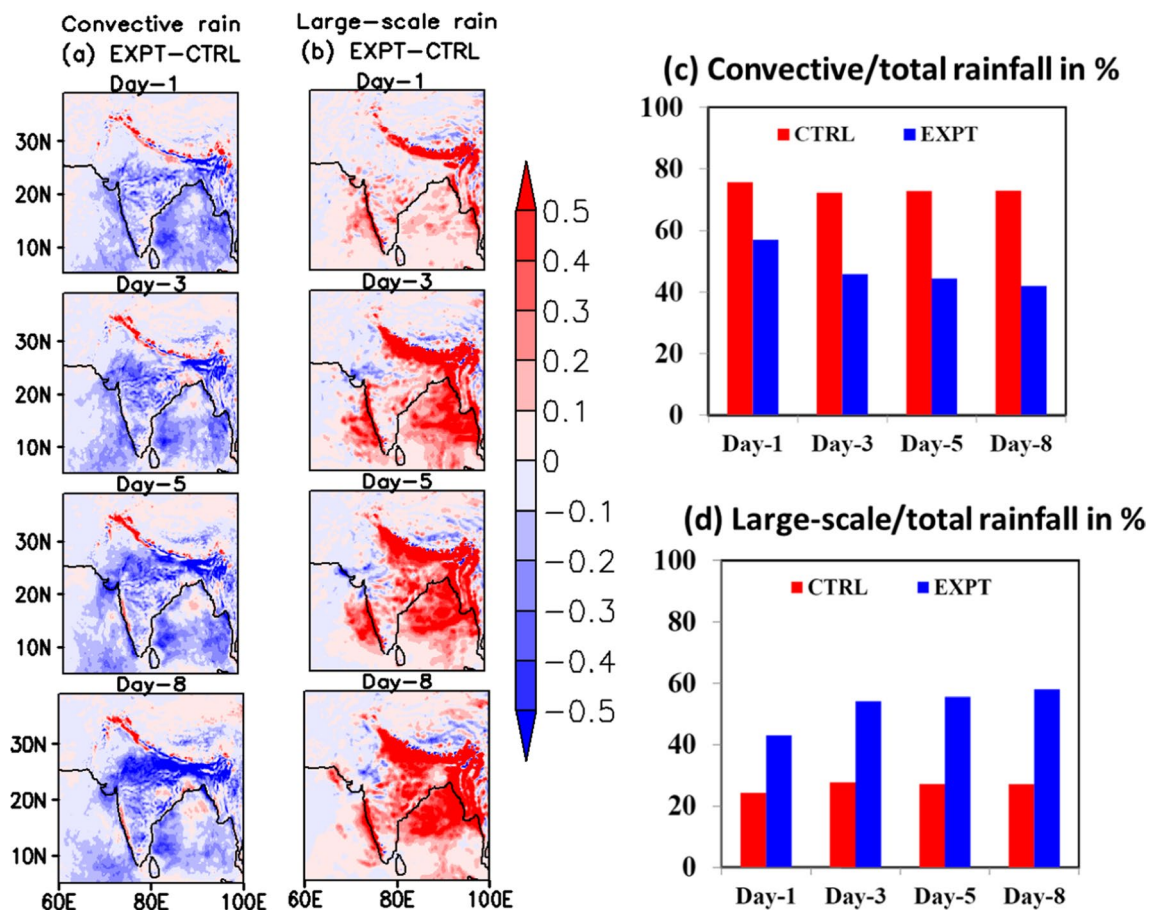 Convective rain
(a) EXPT-CTRL
Day-1
30N
20N
10N
Day-3
30N
20N
10N
Day-5
30N
20N
10N
Day-8
30N
20N
10N
60E 80E 100E
Large-scale rain
(b) EXPT-CTRL
Day-1
Day-3
Day-5
Day-8
60E 80E 100E
0.5
0.4
0.3
0.2
0.1
0
-0.1
-0.2
-0.3
-0.4
-0.5
(c) Convective/total rainfall in %
100
80
60
40
20
0
CTRL EXPT
Day-1 Day-3 Day-5 Day-8
(d) Large-scale/total rainfall in %
100
80
60
40
20
0
CTRL EXPT
Day-1 Day-3 Day-5 Day-8